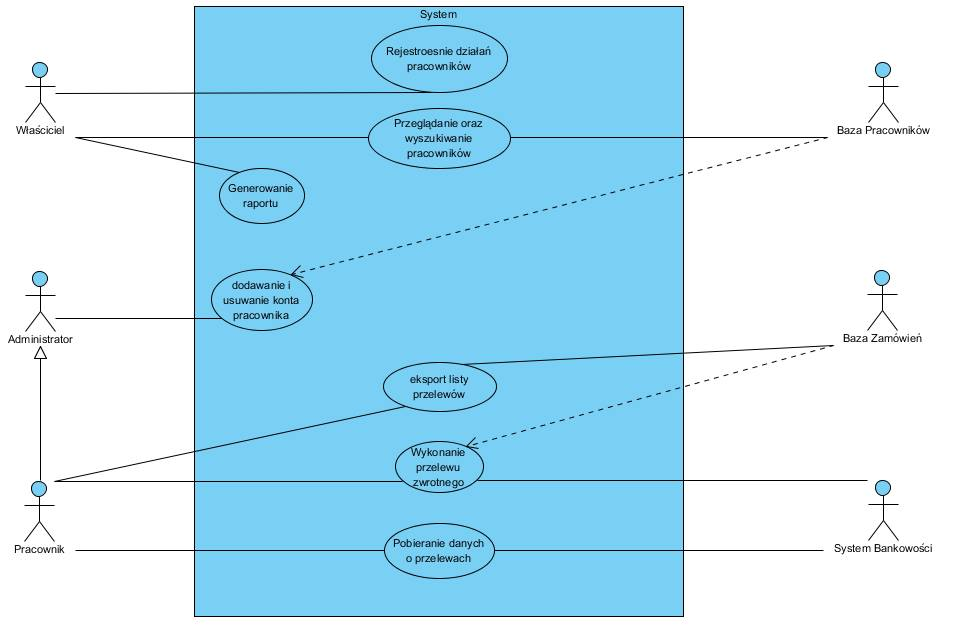 System
Rejestroesnie działań
pracowników
Właściciel
Przeglądanie oraz
wyszukiwanie
pracowników
Baza Pracowników
Generowanie
raportu
dodawanie i
usuwanie konta
pracownika
Administrator
Baza Zamówień
eksport listy
przelewów
Wykonanie
przelewu
zwrotnego
Pracownik
Pobieranie danych
o przelewach
System Bankowości